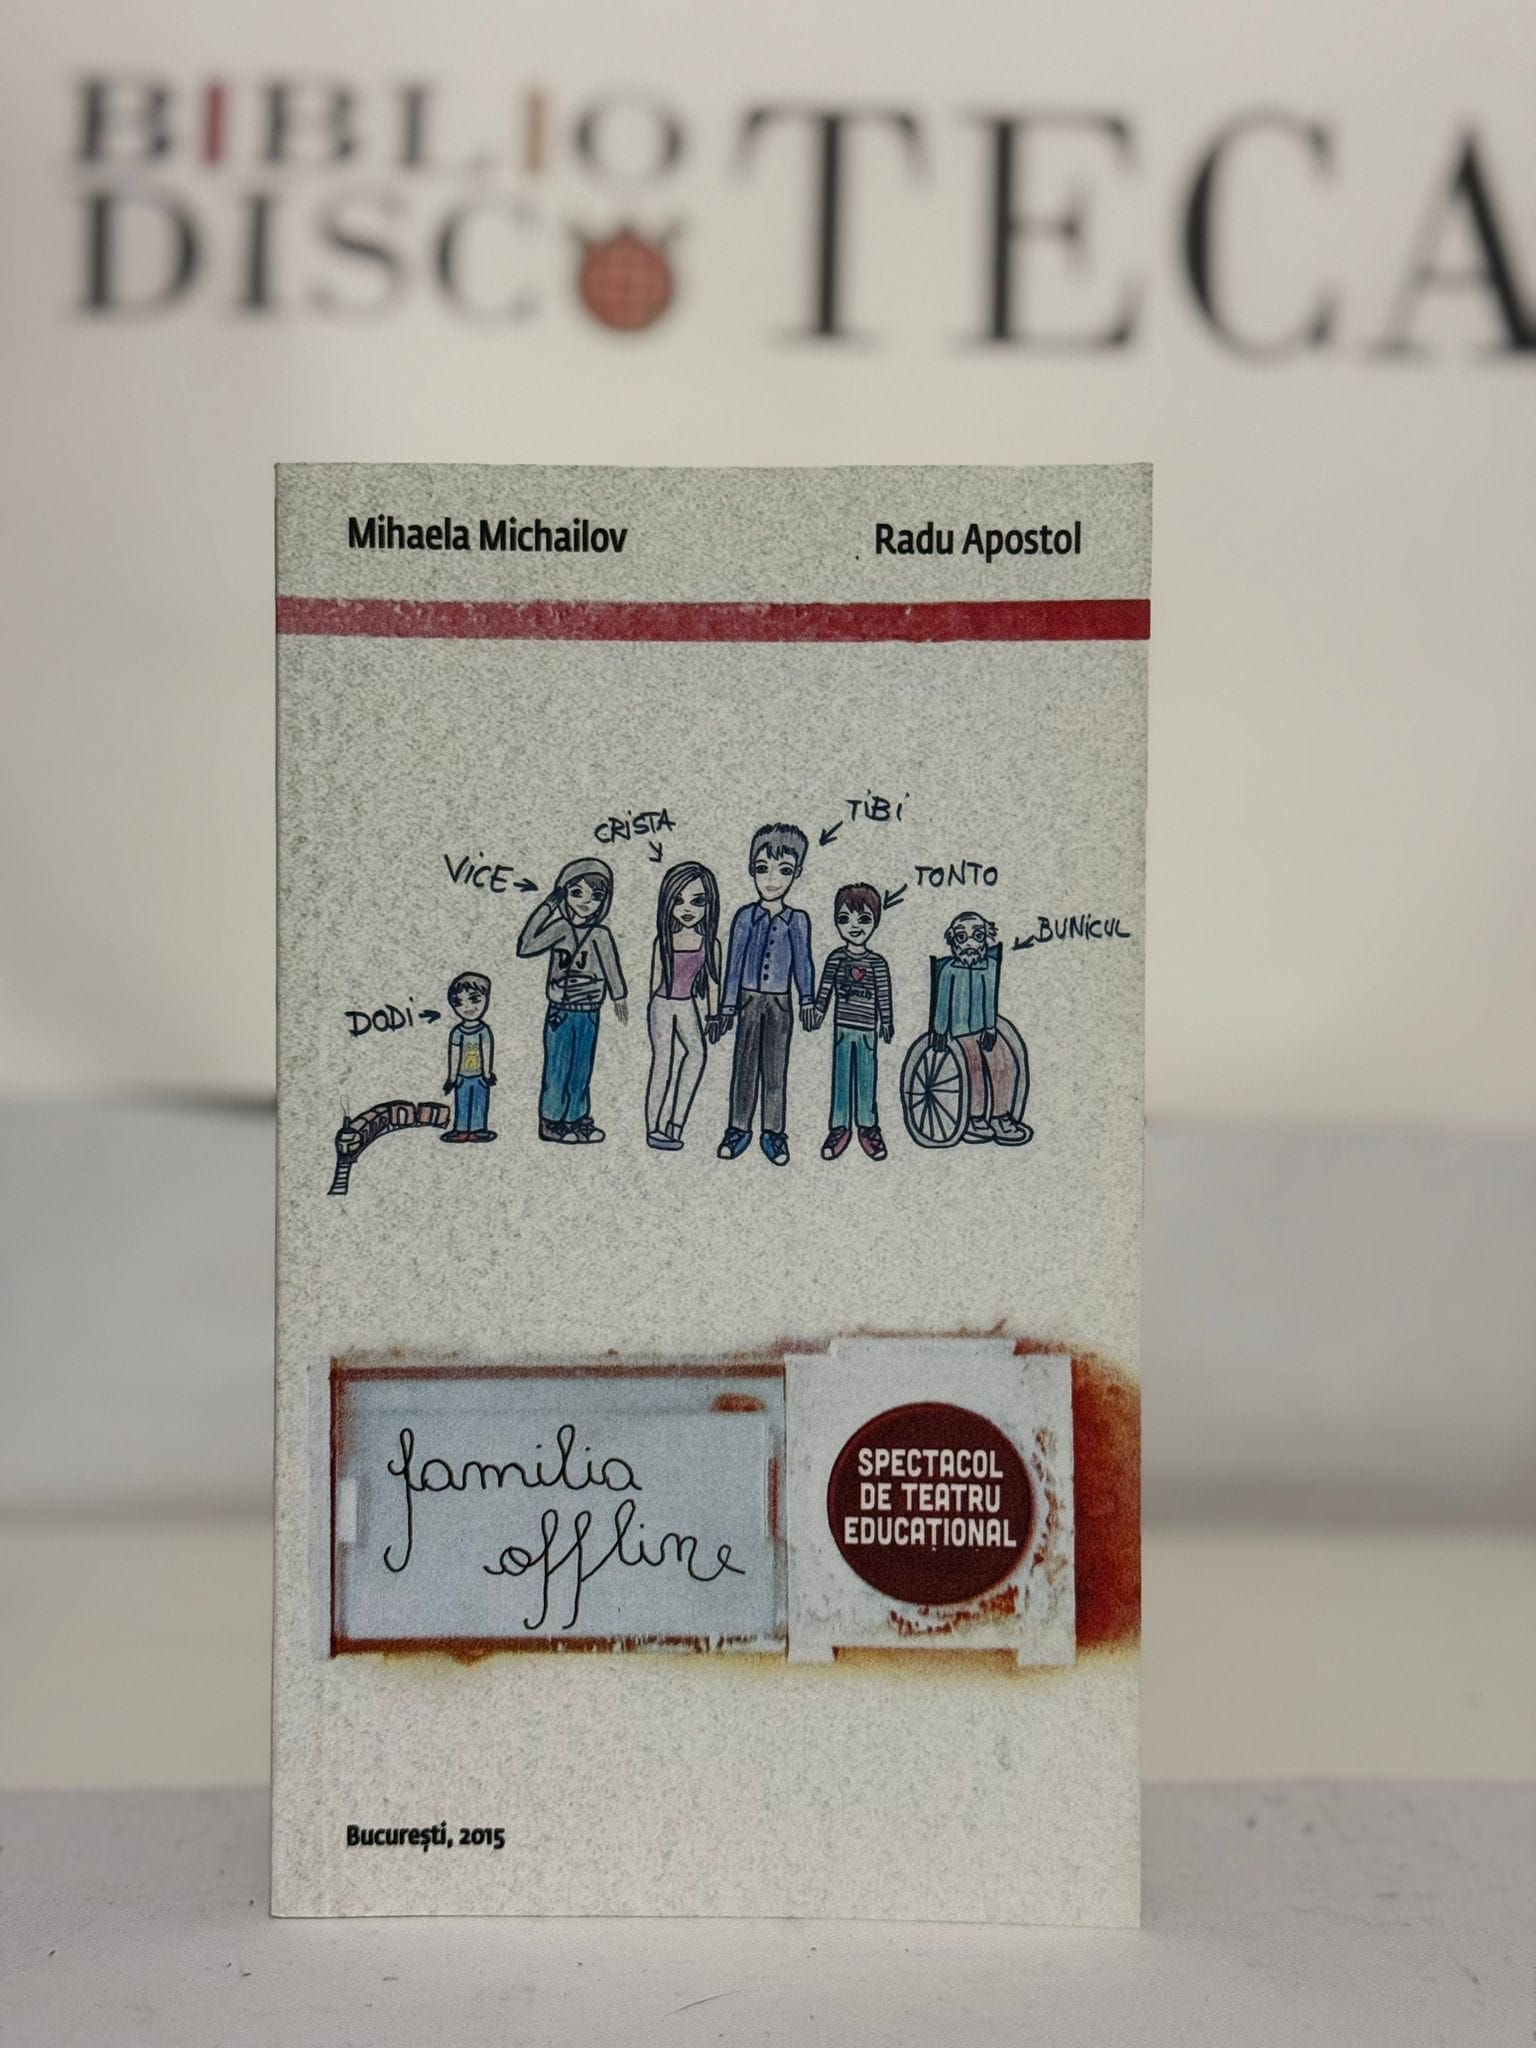 BIBLIO
DISCOTECA
Mihaela Michailov
Radu Apostol
TIBI
CRISTA
VICE
TONTO
BUNICUL
DJ
I
DODI
familia
offline
SPECTACOL
DE TEATRU
EDUCAȚIONAL
București, 2015